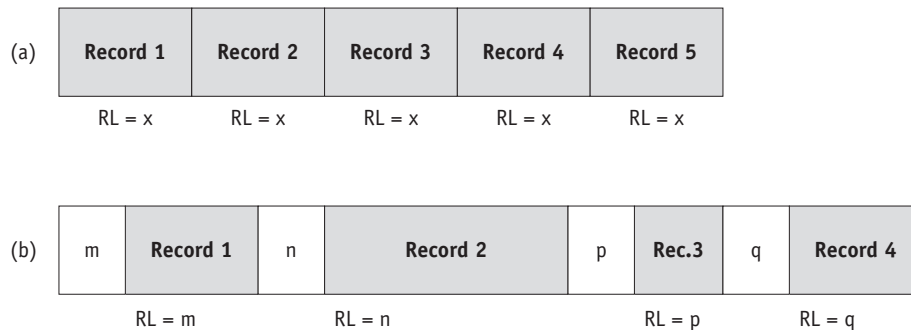 (a) Record 1 Record 2 Record 3 Record 4 Record 5
RL = x RL = x RL = x RL = x RL = x
(b) m Record 1 n Record 2 p Rec.3 q Record 4
RL = m RL = n RL = p RL = q